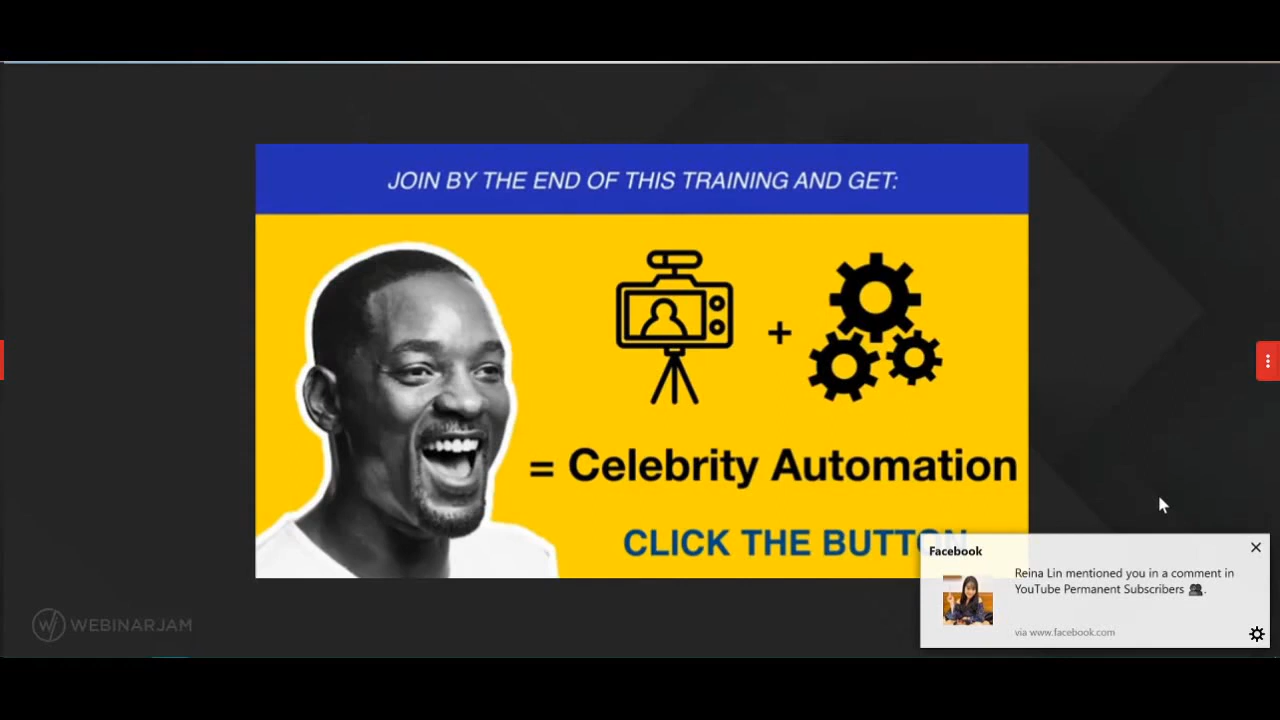 JOIN BY THE END OF THIS TRAINING AND GET:
+
= Celebrity Automation
CLICK THE BUTTON
Facebook
Reina Lin mentioned you in a comment in
YouTube Permanent Subscribers 👥.
via www.facebook.com
WEBINARJAM